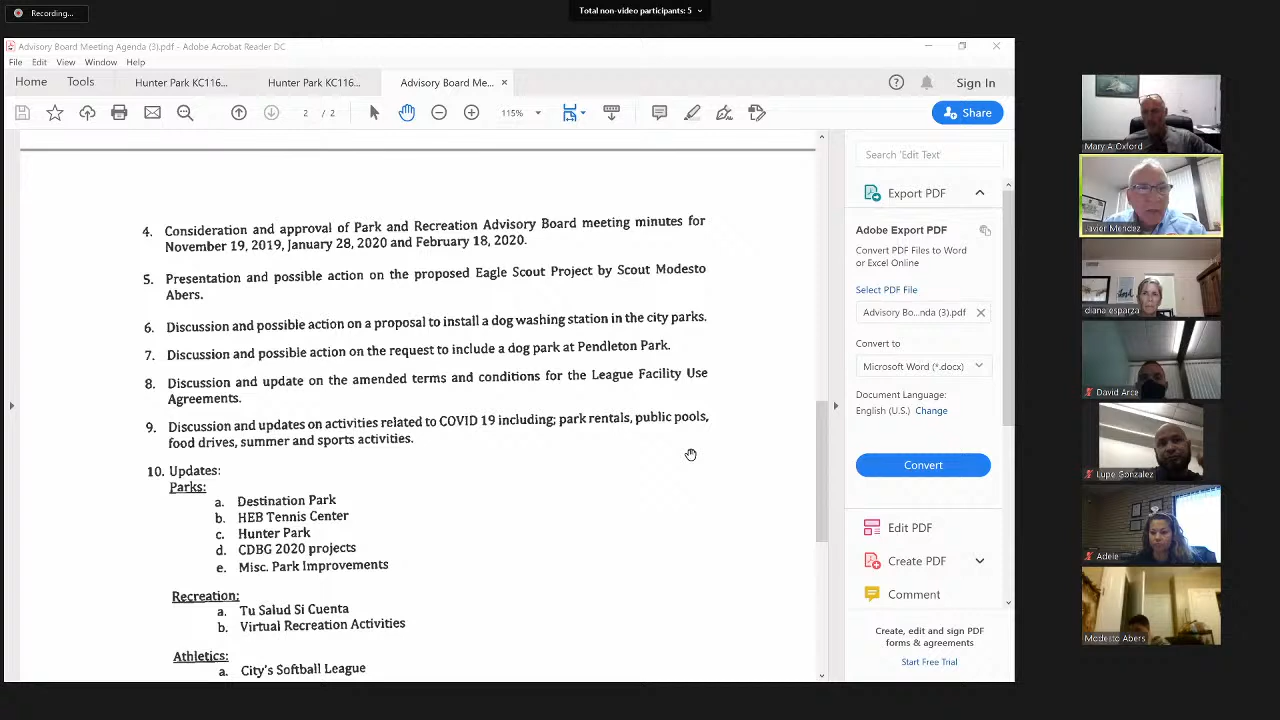 Recording...
Total non-video participants: 5
Advisory Board Meeting Agenda (3).pdf - Adobe Acrobat Reader DC
File Edit View Window Help
Home Tools Hunter Park KC116... Hunter Park KC116... Advisory Board Me... × Sign In
2 / 2 115% Share
4. Consideration and approval of Park and Recreation Advisory Board meeting minutes for
November 19, 2019, January 28, 2020 and February 18, 2020.
5. Presentation and possible action on the proposed Eagle Scout Project by Scout Modesto
Abers.
6. Discussion and possible action on a proposal to install a dog washing station in the city parks.
7. Discussion and possible action on the request to include a dog park at Pendleton Park.
8. Discussion and update on the amended terms and conditions for the League Facility Use
Agreements.
9. Discussion and updates on activities related to COVID 19 including; park rentals, public pools,
food drives, summer and sports activities.
10. Updates:
Parks:
a. Destination Park
b. HEB Tennis Center
c. Hunter Park
d. CDBG 2020 projects
e. Misc. Park Improvements
Recreation:
a. Tu Salud Si Cuenta
b. Virtual Recreation Activities
Athletics:
a. City's Softball League
Search 'Edit Text'
Export PDF
Adobe Export PDF
Convert PDF Files to Word
or Excel Online
Select PDF File
Advisory Bo...nda (3).pdf
Convert to
Microsoft Word (*.docx)
Document Language:
English (U.S.) Change
Convert
Edit PDF
Create PDF
Comment
Create, edit and sign PDF
forms & agreements
Start Free Trial
Mary A Oxford
Javier Mendez
diana esparza
David Arce
Lupe Gonzalez
Adele
Modesto Abers